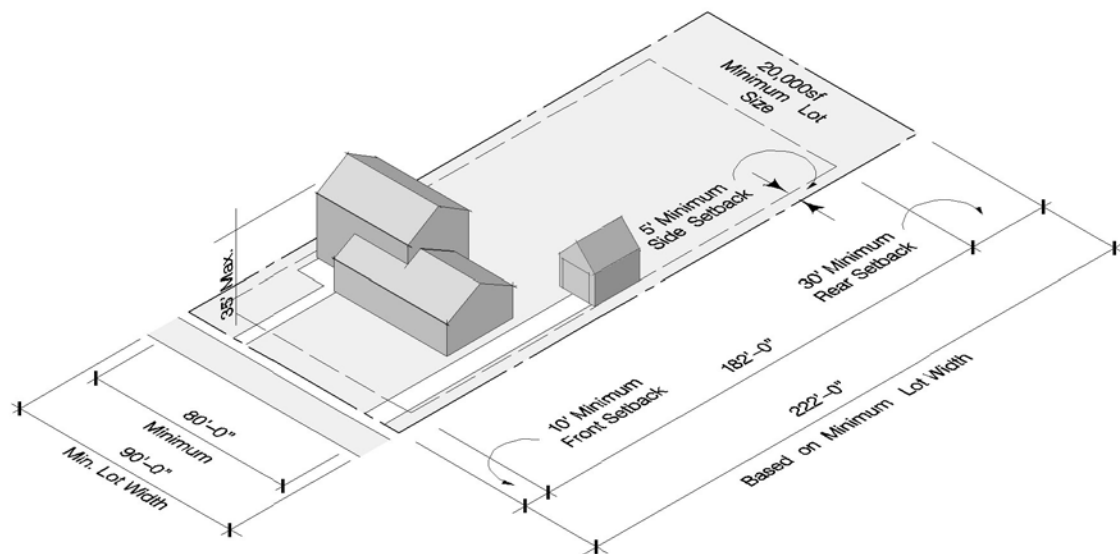 20,000sf
Minimum Lot
Size
5' Minimum
Side Setback
30' Minimum
Rear Setback
35' Max.
182'-0"
222'-0"
Based on Minimum Lot Width
10' Minimum
Front Setback
80'-0"
Minimum
90'-0"
Min. Lot Width